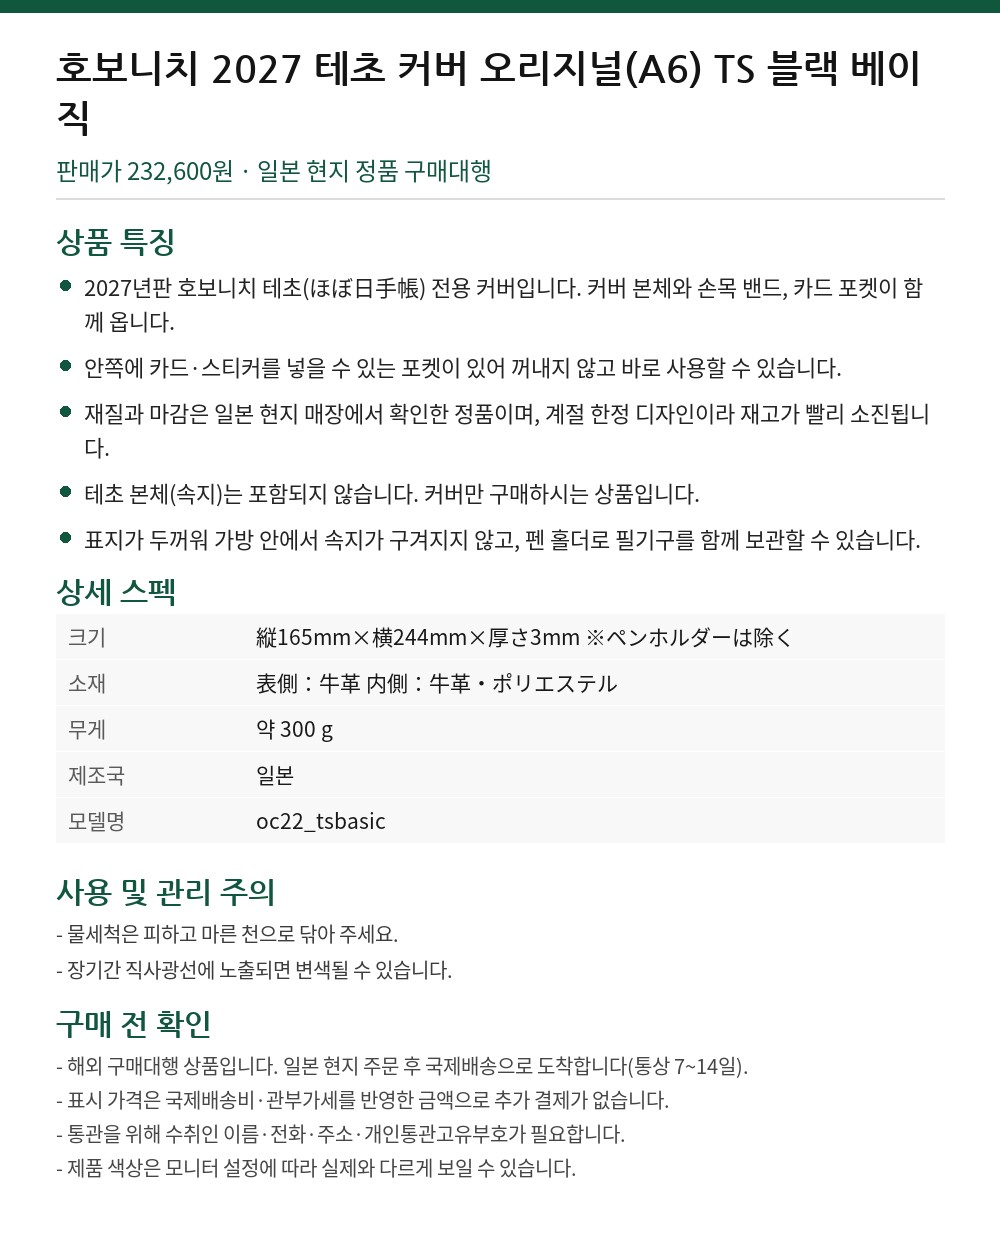 호보니치 2027 테초 커버 오리지널(A6) TS 블랙 베이
직
판매가 232,600원 · 일본 현지 정품 구매대행
상품 특징
● 2027년판 호보니치 테초(ほぼ日手帳) 전용 커버입니다. 커버 본체와 손목 밴드, 카드 포켓이 함
께 옵니다.
● 안쪽에 카드·스티커를 넣을 수 있는 포켓이 있어 꺼내지 않고 바로 사용할 수 있습니다.
● 재질과 마감은 일본 현지 매장에서 확인한 정품이며, 계절 한정 디자인이라 재고가 빨리 소진됩니
다.
● 테초 본체(속지)는 포함되지 않습니다. 커버만 구매하시는 상품입니다.
● 표지가 두꺼워 가방 안에서 속지가 구겨지지 않고, 펜 홀더로 필기구를 함께 보관할 수 있습니다.
상세 스펙
크기 縦165mm×横244mm×厚さ3mm ※ペンホルダーは除く
소재 表側：牛革 内側：牛革・ポリエステル
무게 약 300 g
제조국 일본
모델명 oc22_tsbasic
사용 및 관리 주의
- 물세척은 피하고 마른 천으로 닦아 주세요.
- 장기간 직사광선에 노출되면 변색될 수 있습니다.
구매 전 확인
- 해외 구매대행 상품입니다. 일본 현지 주문 후 국제배송으로 도착합니다(통상 7~14일).
- 표시 가격은 국제배송비·관부가세를 반영한 금액으로 추가 결제가 없습니다.
- 통관을 위해 수취인 이름·전화·주소·개인통관고유부호가 필요합니다.
- 제품 색상은 모니터 설정에 따라 실제와 다르게 보일 수 있습니다.